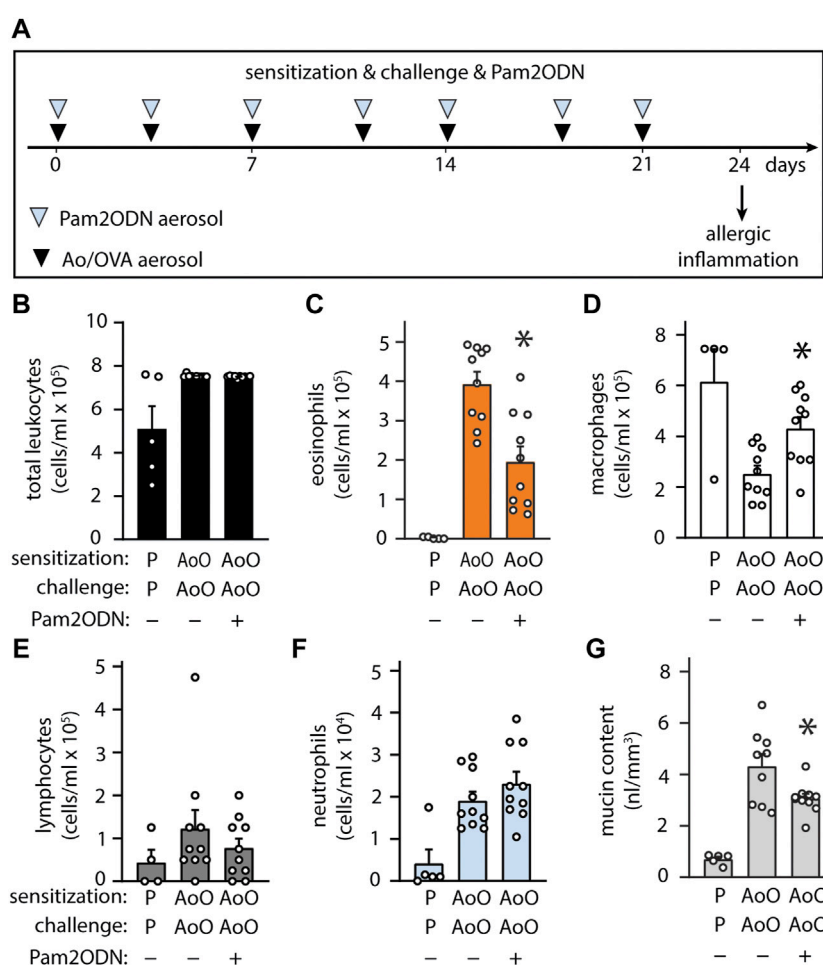 A
sensitization & challenge & Pam2ODN
0 7 14 21 24 days
Pam2ODN aerosol
Ao/OVA aerosol
allergic
inflammation
B
total leukocytes
(cells/ml x 10⁵)
10
8
6
4
2
0
C
eosinophils
(cells/ml x 10⁵)
5
4
3
2
1
0
*
D
macrophages
(cells/ml x 10⁵)
8
6
4
2
0
*
sensitization: P AoO AoO P AoO AoO P AoO AoO
challenge: P AoO AoO P AoO AoO P AoO AoO
Pam2ODN: – – + – – + – – +
E
lymphocytes
(cells/ml x 10⁵)
5
4
3
2
1
0
F
neutrophils
(cells/ml x 10⁴)
5
4
3
2
1
0
G
mucin content
(nl/mm³)
8
6
4
2
0
*
sensitization: P AoO AoO P AoO AoO P AoO AoO
challenge: P AoO AoO P AoO AoO P AoO AoO
Pam2ODN: – – + – – + – – +